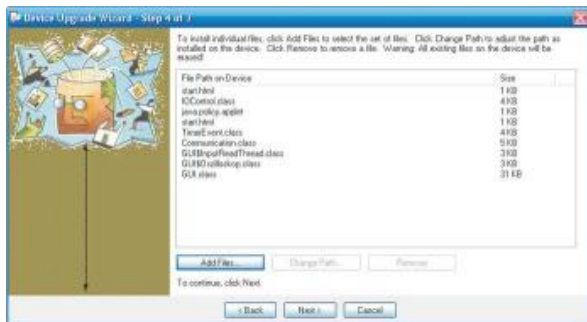 Device Upgrade Wizard - Step 4 of 7
To install individual files, click Add Files to select the set of files. Click Change Path to adjust the path as
installed on the device. Click Remove to remove a file. Warning: All existing files on the device will be
erased!
File Path on Device Size
start.html 1 KB
IOControl.class 4 KB
java.policy.applet 1 KB
start.html 1 KB
TimerEvent.class 4 KB
Communication.class 5 KB
GUI$InputReadThread.class 3 KB
3 KB
GUI.class 31 KB
Add Files... Change Path... Remove
To continue, click Next.
< Back Next > Cancel